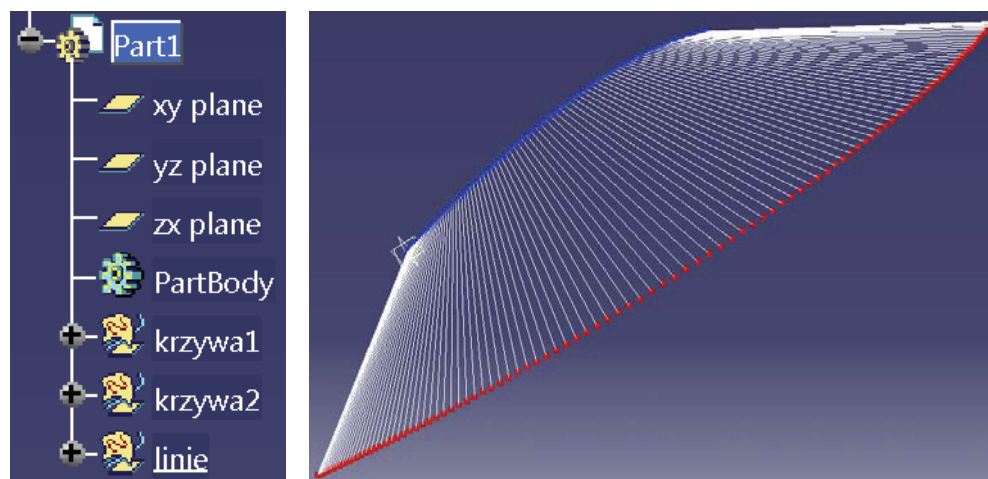 Part1
xy plane
yz plane
zx plane
PartBody
krzywa1
krzywa2
linie